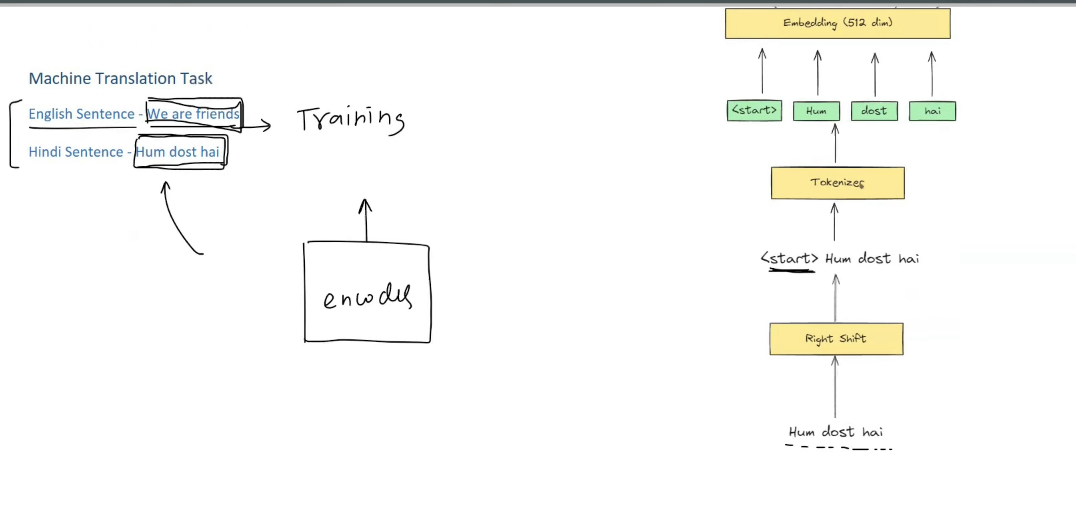 Machine Translation Task
English Sentence - We are friends
Training
Hindi Sentence - Hum dost hai
encoder
Embedding (512 dim)
<start> Hum dost hai
Tokenizer
<start> Hum dost hai
Right Shift
Hum dost hai